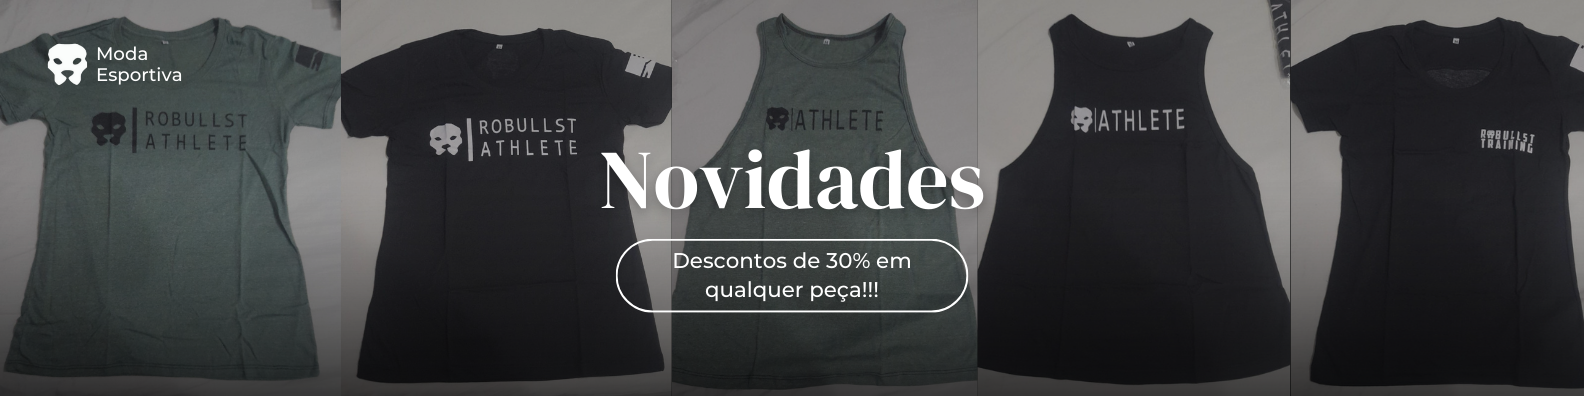 Moda
Esportiva
ROBULLST
ATHLETE
ROBULLST
ATHLETE
ATHLETE
ATHLETE
ROBULLST
TRAINING
Novidades
Descontos de 30% em
qualquer peça!!!